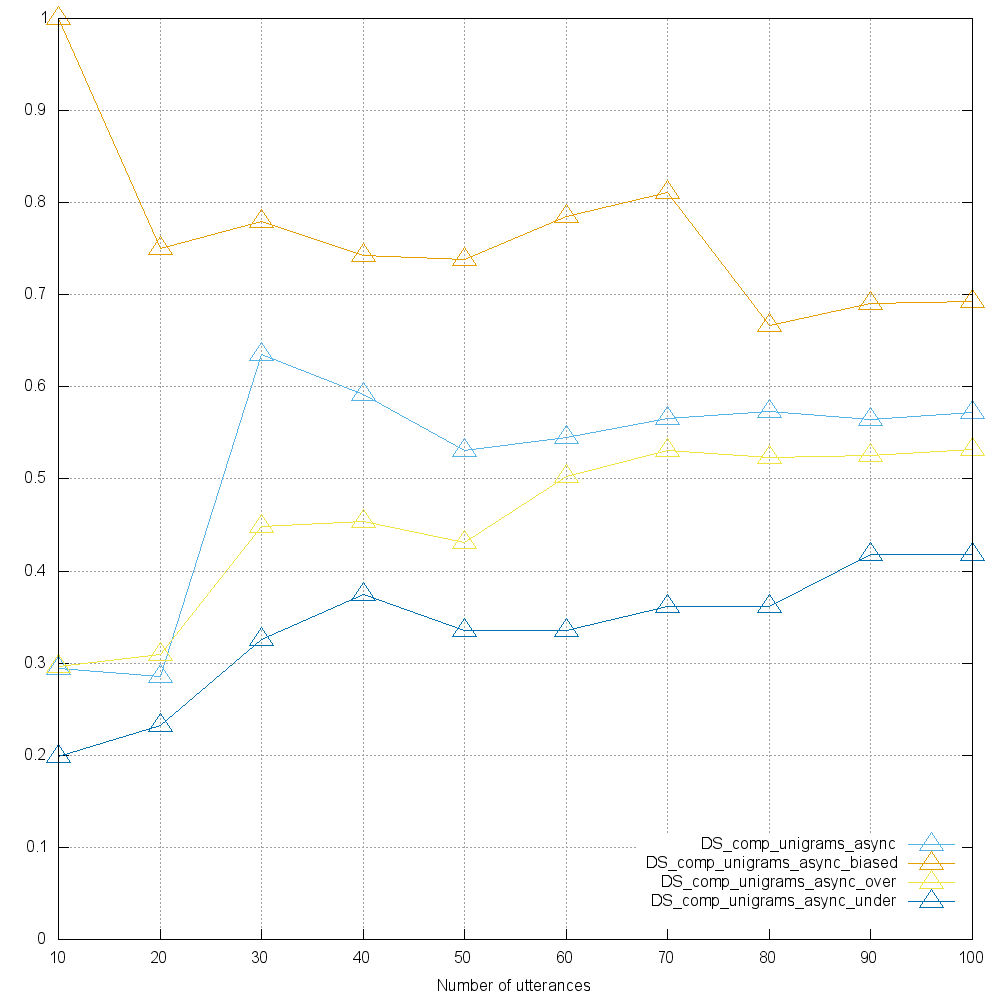 1
0.9
0.8
0.7
0.6
0.5
0.4
0.3
0.2
0.1
0
DS_comp_unigrams_async
DS_comp_unigrams_async_biased
DS_comp_unigrams_async_over
DS_comp_unigrams_async_under
10 20 30 40 50 60 70 80 90 100
Number of utterances